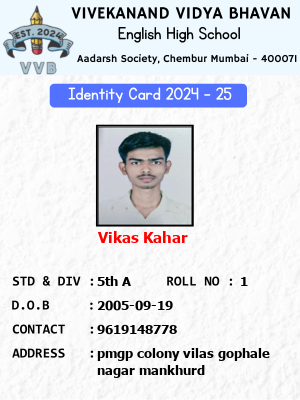 VIVEKANAND VIDYA BHAVAN
English High School
Aadarsh Society, Chembur Mumbai - 400071
EST. 2024
VVB
Identity Card 2024 - 25
Vikas Kahar
STD & DIV : 5th A ROLL NO : 1
D.O.B : 2005-09-19
CONTACT : 9619148778
ADDRESS : pmgp colony vilas gophale
nagar mankhurd